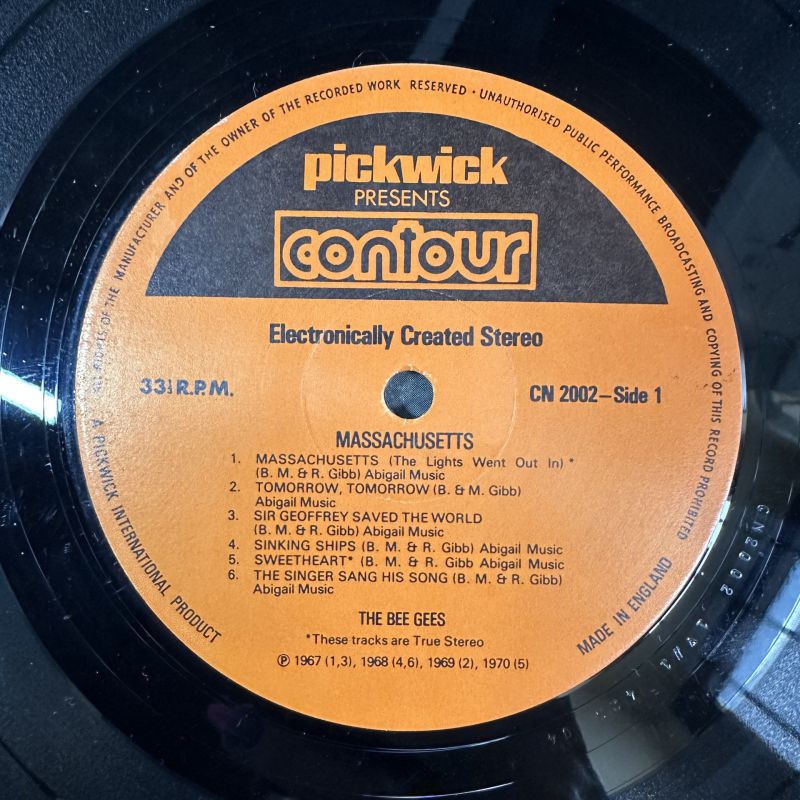 ALL RIGHTS OF THE MANUFACTURER AND OF THE OWNER OF THE RECORDED WORK RESERVED • UNAUTHORISED PUBLIC PERFORMANCE BROADCASTING AND COPYING OF THIS RECORD PROHIBITED
pickwick
PRESENTS
contour
Electronically Created Stereo
33⅓ R.P.M.
CN 2002–Side 1
MASSACHUSETTS
1. MASSACHUSETTS (The Lights Went Out In) *
(B. M. & R. Gibb) Abigail Music
2. TOMORROW, TOMORROW (B. & M. Gibb)
Abigail Music
3. SIR GEOFFREY SAVED THE WORLD
(B. M. & R. Gibb) Abigail Music
4. SINKING SHIPS (B. M. & R. Gibb) Abigail Music
5. SWEETHEART* (B. M. & R. Gibb) Abigail Music
6. THE SINGER SANG HIS SONG (B. M. & R. Gibb)
Abigail Music
THE BEE GEES
*These tracks are True Stereo
Ⓟ 1967 (1,3), 1968 (4,6), 1969 (2), 1970 (5)
A PICKWICK INTERNATIONAL PRODUCT
MADE IN ENGLAND
CN2002